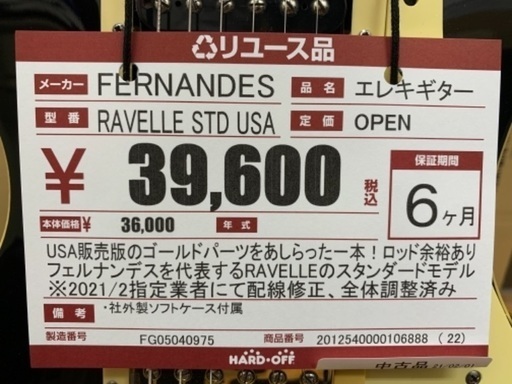 リユース品
メーカー FERNANDES 品名 エレキギター
型番 RAVELLE STD USA 定価 OPEN
¥ 39,600 税込 保証期間 6ヶ月
本体価格¥ 36,000 年式
USA販売版のゴールドパーツをあしらった一本！ロッド余裕あり
フェルナンデスを代表するRAVELLEのスタンダードモデル
※2021/2指定業者にて配線修正、全体調整済み
備考 ・社外製ソフトケース付属
製造番号 FG05040975 商品番号 2012540000106888 (22)
HARD・OFF 中古品